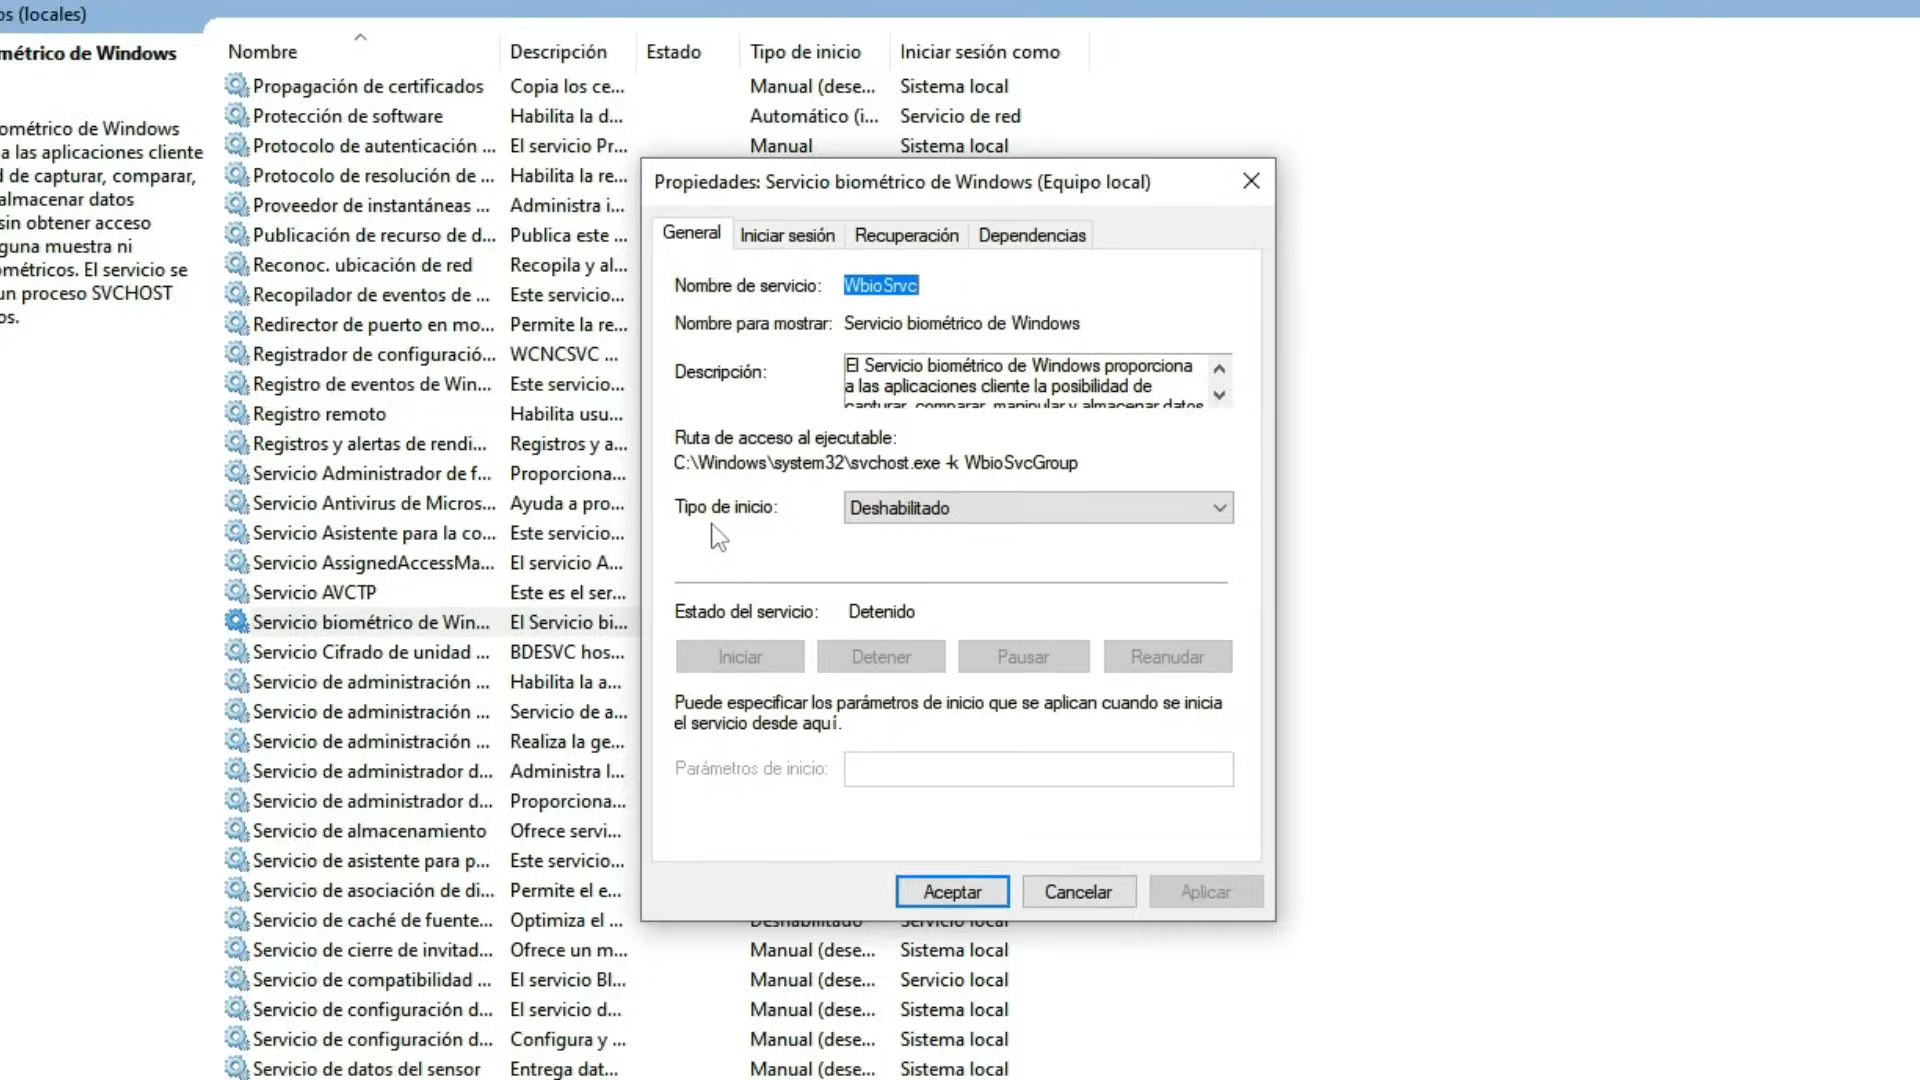 os (locales)
métrico de Windows
ométrico de Windows
a las aplicaciones cliente
d de capturar, comparar,
almacenar datos
sin obtener acceso
guna muestra ni
ométricos. El servicio se
un proceso SVCHOST
os.
Nombre Descripción Estado Tipo de inicio Iniciar sesión como
Propagación de certificados Copia los ce... Manual (dese... Sistema local
Protección de software Habilita la d... Automático (i... Servicio de red
Protocolo de autenticación ... El servicio Pr... Manual Sistema local
Protocolo de resolución de ... Habilita la re...
Proveedor de instantáneas ... Administra i...
Publicación de recurso de d... Publica este ...
Reconoc. ubicación de red Recopila y al...
Recopilador de eventos de ... Este servicio...
Redirector de puerto en mo... Permite la re...
Registrador de configuració... WCNCSVC ...
Registro de eventos de Win... Este servicio...
Registro remoto Habilita usu...
Registros y alertas de rendi... Registros y a...
Servicio Administrador de f... Proporciona...
Servicio Antivirus de Micros... Ayuda a pro...
Servicio Asistente para la co... Este servicio...
Servicio AssignedAccessMa... El servicio A...
Servicio AVCTP Este es el ser...
Servicio biométrico de Win... El Servicio bi...
Servicio Cifrado de unidad ... BDESVC hos...
Servicio de administración ... Habilita la a...
Servicio de administración ... Servicio de a...
Servicio de administración ... Realiza la ge...
Servicio de administrador d... Administra l...
Servicio de administrador d... Proporciona...
Servicio de almacenamiento Ofrece servi...
Servicio de asistente para p... Este servicio...
Servicio de asociación de di... Permite el e...
Servicio de caché de fuente... Optimiza el ... Deshabilitado Servicio local
Servicio de cierre de invitad... Ofrece un m... Manual (dese... Sistema local
Servicio de compatibilidad ... El servicio Bl... Manual (dese... Servicio local
Servicio de configuración d... El servicio d... Manual (dese... Sistema local
Servicio de configuración d... Configura y ... Manual (dese... Sistema local
Servicio de datos del sensor Entrega dat... Manual (dese... Sistema local
Propiedades: Servicio biométrico de Windows (Equipo local)
General Iniciar sesión Recuperación Dependencias
Nombre de servicio: WbioSrvc
Nombre para mostrar: Servicio biométrico de Windows
Descripción: El Servicio biométrico de Windows proporciona
a las aplicaciones cliente la posibilidad de
capturar, comparar, manipular y almacenar datos
Ruta de acceso al ejecutable:
C:\Windows\system32\svchost.exe -k WbioSvcGroup
Tipo de inicio: Deshabilitado
Estado del servicio: Detenido
Iniciar Detener Pausar Reanudar
Puede especificar los parámetros de inicio que se aplican cuando se inicia
el servicio desde aquí.
Parámetros de inicio:
Aceptar Cancelar Aplicar